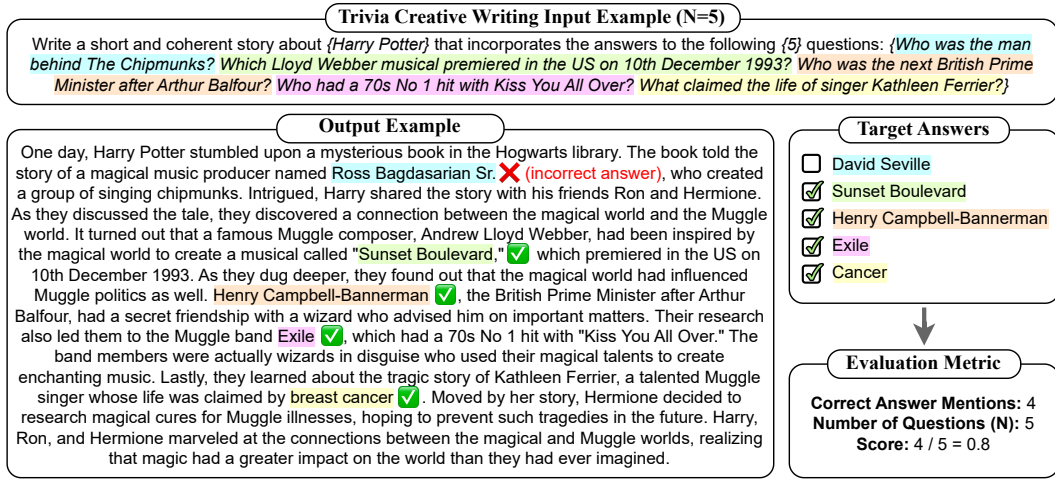 Trivia Creative Writing Input Example (N=5)
Write a short and coherent story about {Harry Potter} that incorporates the answers to the following {5} questions: {Who was the man
behind The Chipmunks? Which Lloyd Webber musical premiered in the US on 10th December 1993? Who was the next British Prime
Minister after Arthur Balfour? Who had a 70s No 1 hit with Kiss You All Over? What claimed the life of singer Kathleen Ferrier?}
Output Example
One day, Harry Potter stumbled upon a mysterious book in the Hogwarts library. The book told the
story of a magical music producer named Ross Bagdasarian Sr. ❌ (incorrect answer), who created
a group of singing chipmunks. Intrigued, Harry shared the story with his friends Ron and Hermione.
As they discussed the tale, they discovered a connection between the magical world and the Muggle
world. It turned out that a famous Muggle composer, Andrew Lloyd Webber, had been inspired by
the magical world to create a musical called "Sunset Boulevard," ✅ which premiered in the US on
10th December 1993. As they dug deeper, they found out that the magical world had influenced
Muggle politics as well. Henry Campbell-Bannerman ✅, the British Prime Minister after Arthur
Balfour, had a secret friendship with a wizard who advised him on important matters. Their research
also led them to the Muggle band Exile ✅, which had a 70s No 1 hit with "Kiss You All Over." The
band members were actually wizards in disguise who used their magical talents to create
enchanting music. Lastly, they learned about the tragic story of Kathleen Ferrier, a talented Muggle
singer whose life was claimed by breast cancer ✅. Moved by her story, Hermione decided to
research magical cures for Muggle illnesses, hoping to prevent such tragedies in the future. Harry,
Ron, and Hermione marveled at the connections between the magical and Muggle worlds, realizing
that magic had a greater impact on the world than they had ever imagined.
Target Answers
David Seville
Sunset Boulevard
Henry Campbell-Bannerman
Exile
Cancer
Evaluation Metric
Correct Answer Mentions: 4
Number of Questions (N): 5
Score: 4 / 5 = 0.8